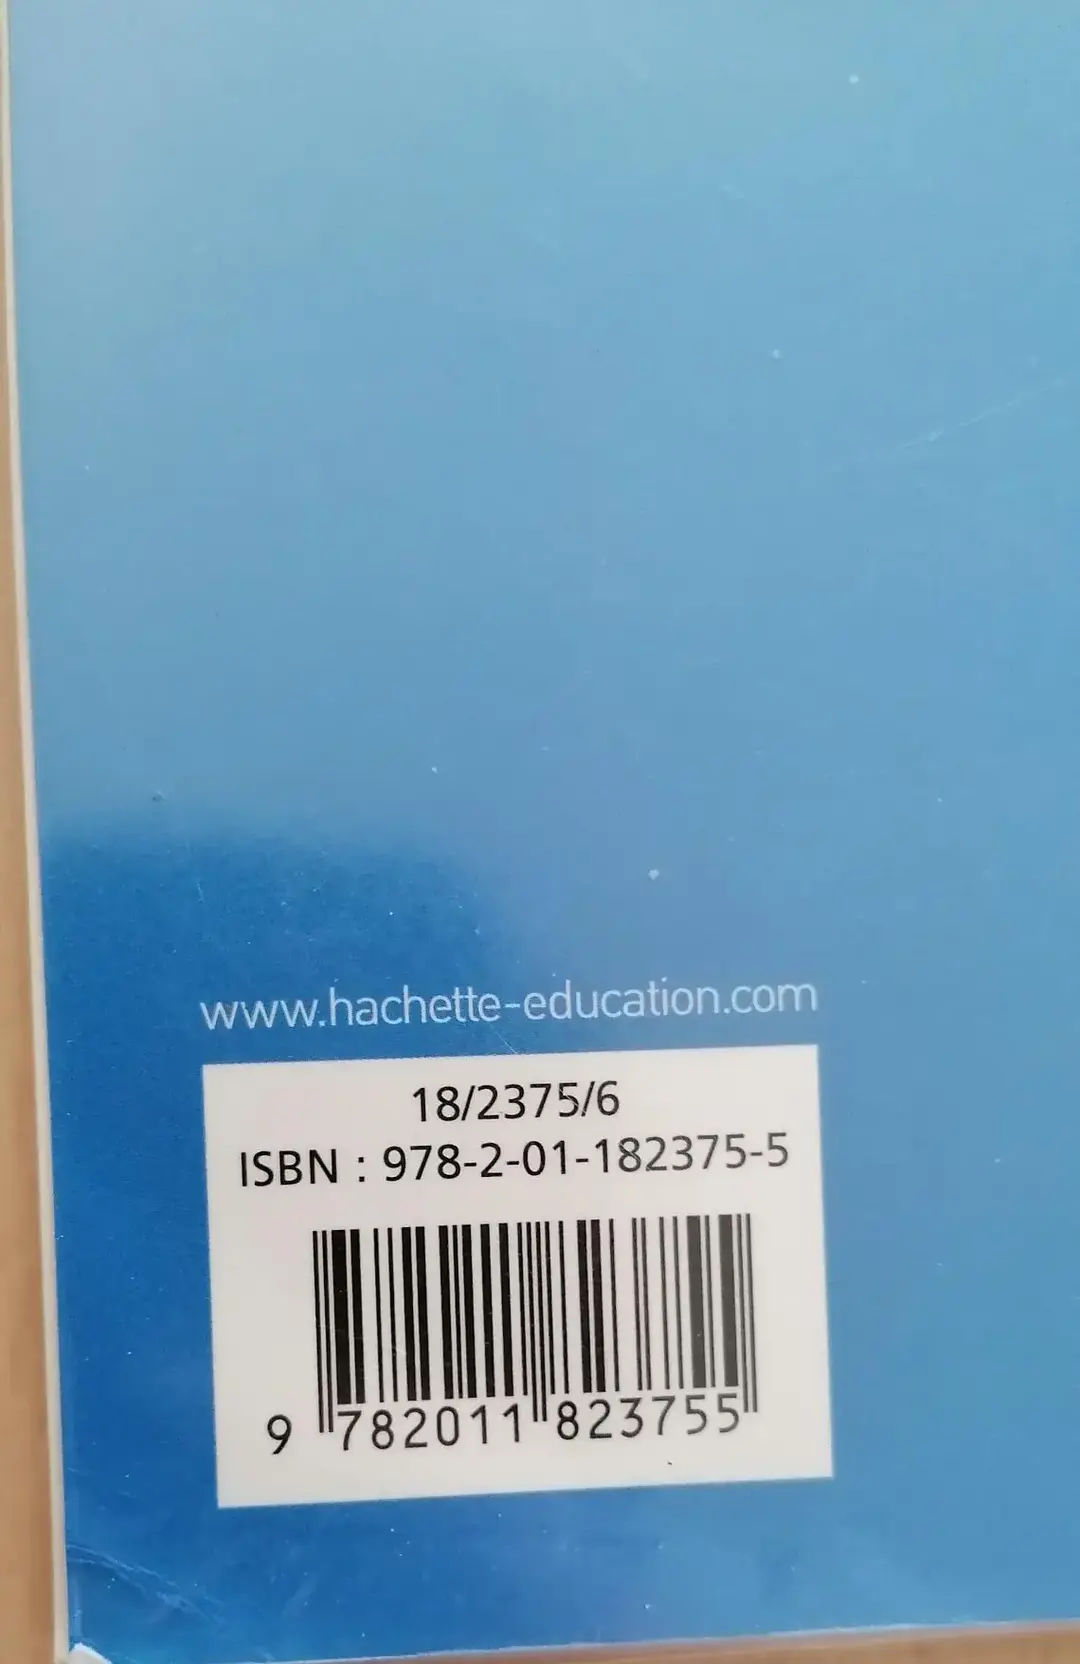 www.hachette-education.com
18/2375/6
ISBN : 978-2-01-182375-5
9 782011 823755